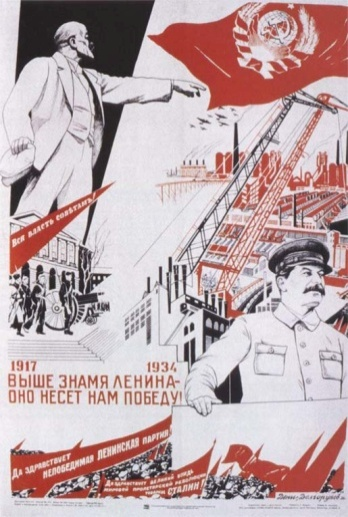 ВСЯ ВЛАСТЬ СОВЕТАМ!
1917 1934
ВЫШЕ ЗНАМЯ ЛЕНИНА-
ОНО НЕСЕТ НАМ ПОБЕДУ!
ДА ЗДРАВСТВУЕТ
НЕПОБЕДИМАЯ ЛЕНИНСКАЯ ПАРТИЯ!
ДА ЗДРАВСТВУЕТ ВЕЛИКИЙ ВОЖДЬ
МИРОВОЙ ПРОЛЕТАРСКОЙ РЕВОЛЮЦИИ
ТОВАРИЩ СТАЛИН!